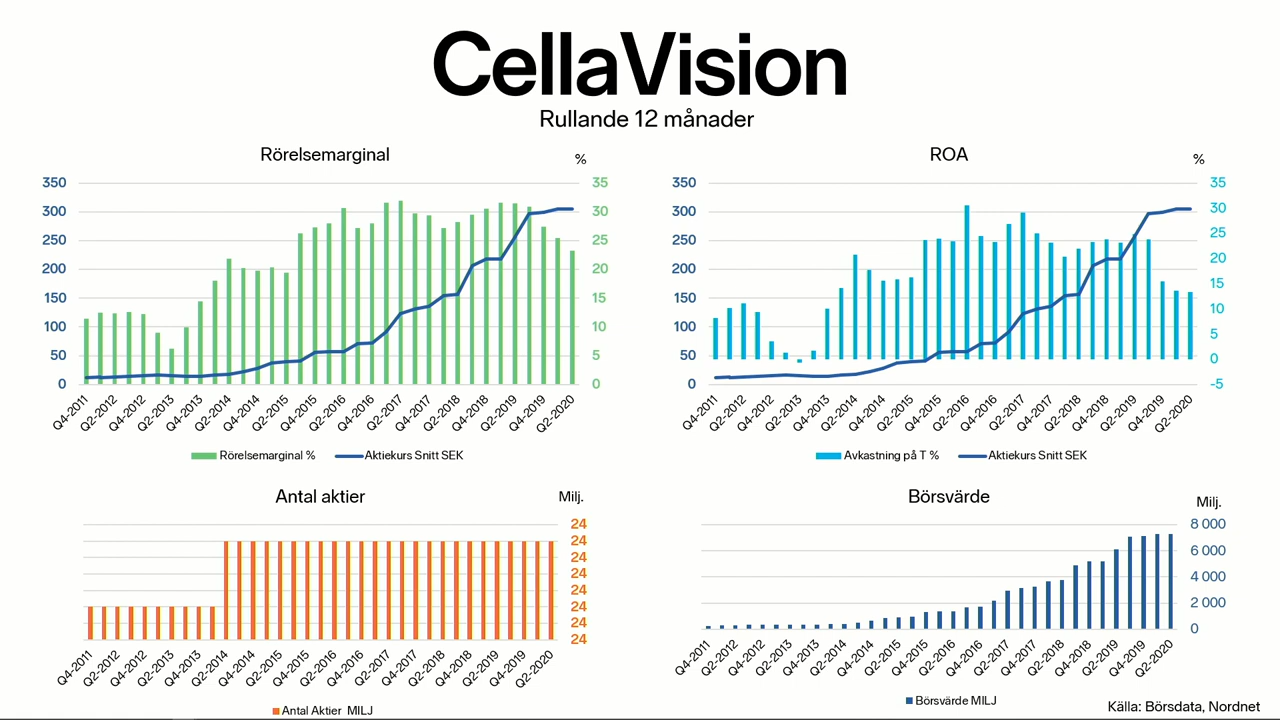 CellaVision
Rullande 12 månader
Rörelsemarginal
%
350 35
300 30
250 25
200 20
150 15
100 10
50 5
0 0
Q4-2011 Q2-2012 Q4-2012 Q2-2013 Q4-2013 Q2-2014 Q4-2014 Q2-2015 Q4-2015 Q2-2016 Q4-2016 Q2-2017 Q4-2017 Q2-2018 Q4-2018 Q2-2019 Q4-2019 Q2-2020
Rörelsemarginal % Aktiekurs Snitt SEK
ROA
%
350 35
300 30
250 25
200 20
150 15
100 10
50 5
0 0
-5
Q4-2011 Q2-2012 Q4-2012 Q2-2013 Q4-2013 Q2-2014 Q4-2014 Q2-2015 Q4-2015 Q2-2016 Q4-2016 Q2-2017 Q4-2017 Q2-2018 Q4-2018 Q2-2019 Q4-2019 Q2-2020
Avkastning på T % Aktiekurs Snitt SEK
Antal aktier
Milj.
24
24
24
24
24
24
24
24
Q4-2011 Q2-2012 Q4-2012 Q2-2013 Q4-2013 Q2-2014 Q4-2014 Q2-2015 Q4-2015 Q2-2016 Q4-2016 Q2-2017 Q4-2017 Q2-2018 Q4-2018 Q2-2019 Q4-2019 Q2-2020
Antal Aktier MILJ
Börsvärde
Milj.
8 000
6 000
4 000
2 000
0
Q4-2011 Q2-2012 Q4-2012 Q2-2013 Q4-2013 Q2-2014 Q4-2014 Q2-2015 Q4-2015 Q2-2016 Q4-2016 Q2-2017 Q4-2017 Q2-2018 Q4-2018 Q2-2019 Q4-2019 Q2-2020
Börsvärde MILJ
Källa: Börsdata, Nordnet